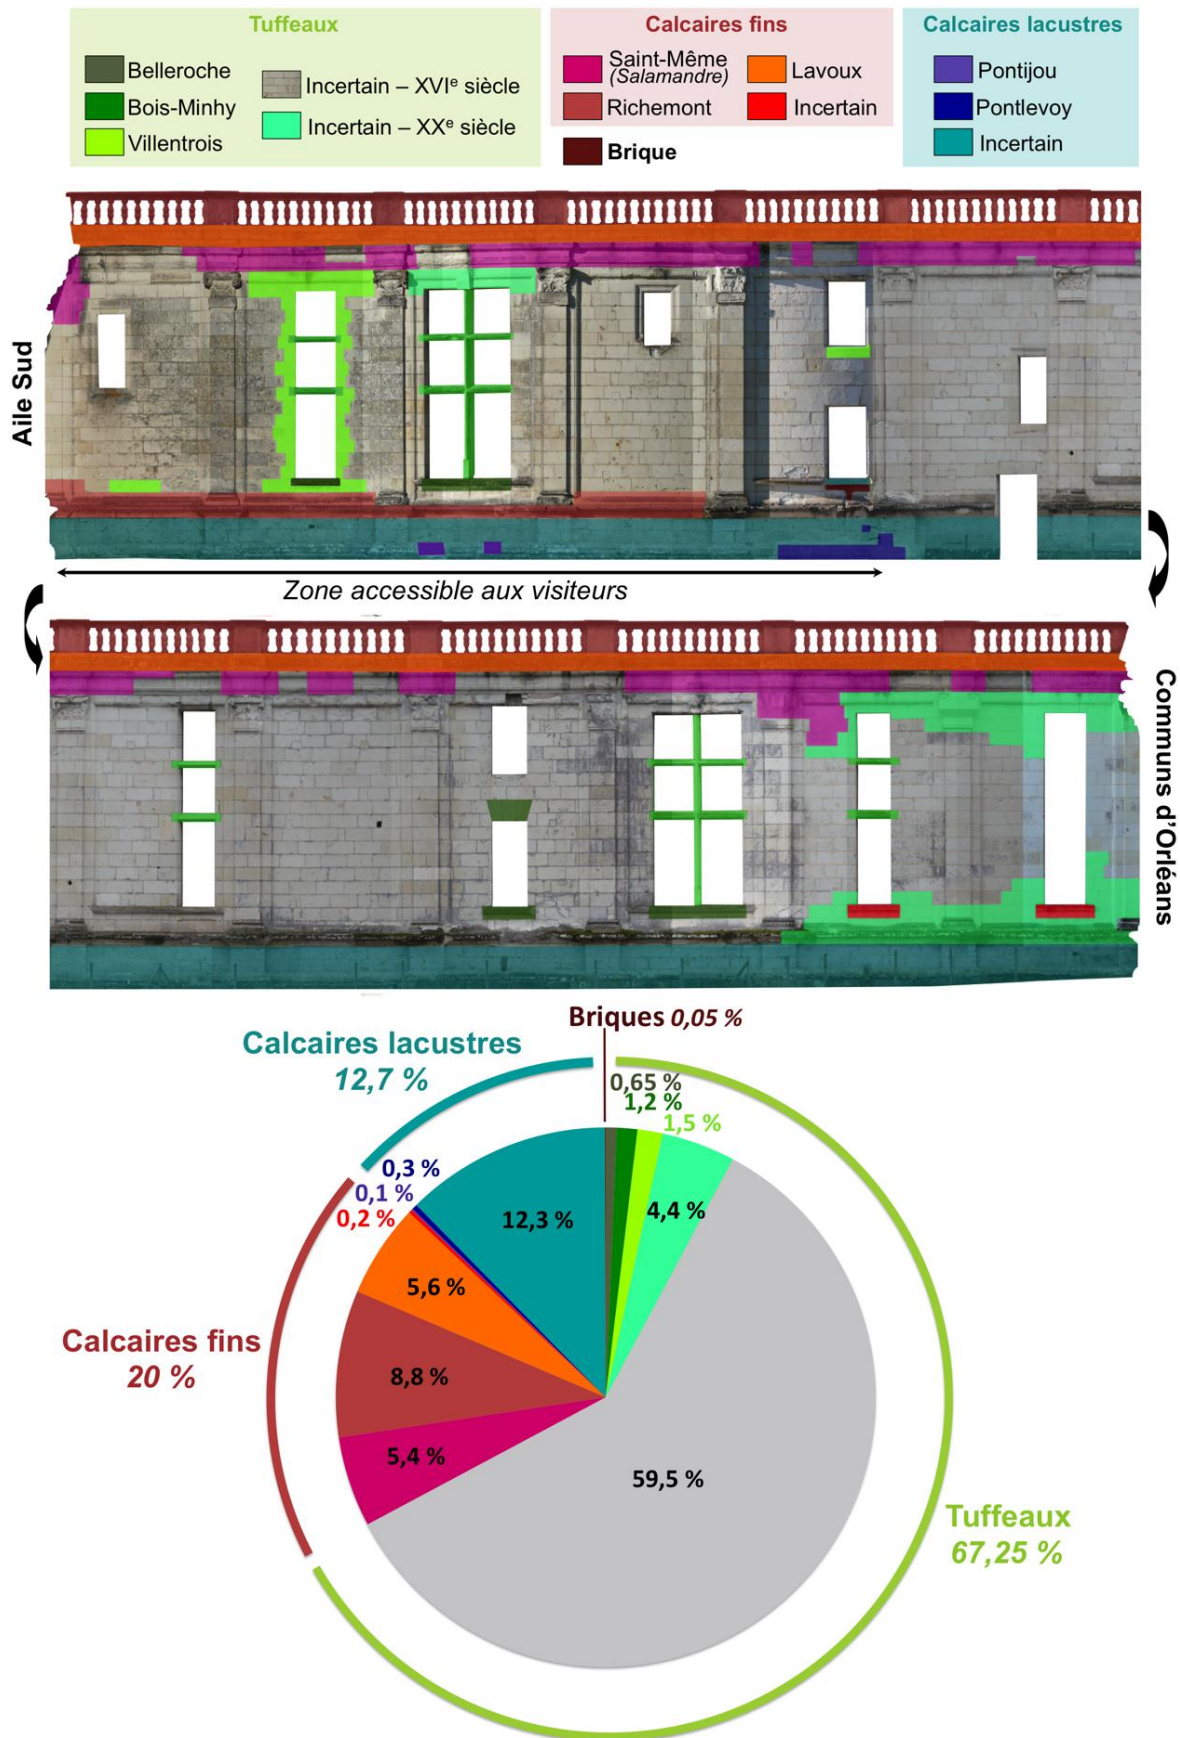 Tuffeaux
Belleroche
Bois-Minhy
Villentrois
Incertain – XVIe siècle
Incertain – XXe siècle
Calcaires fins
Saint-Même
(Salamandre)
Richemont
Lavoux
Incertain
Brique
Calcaires lacustres
Pontijou
Pontlevoy
Incertain
Aile Sud
Zone accessible aux visiteurs
Communs d'Orléans
Briques 0,05 %
Calcaires lacustres
12,7 %
0,65 %
1,2 %
1,5 %
0,3 %
0,1 %
0,2 %
12,3 %
4,4 %
5,6 %
Calcaires fins
20 %
8,8 %
5,4 %
59,5 %
Tuffeaux
67,25 %